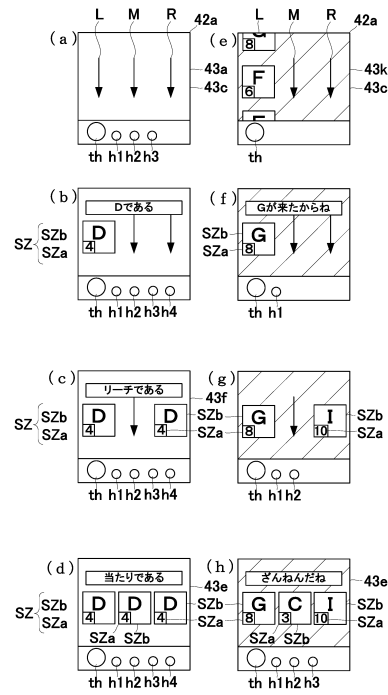 (a)
L M R
42a
43a
43c
th h1 h2 h3
(b)
Dである
D
4
SZ
SZb
SZa
th h1 h2 h3 h4
(c)
リーチである
43f
D D
4 4
SZ
SZb
SZa
SZb
SZa
th h1 h2 h3 h4
(d)
当たりである
43e
D D D
4 4 4
SZ
SZb
SZa
SZb
SZa
SZa SZb
th h1 h2 h3 h4
(e)
L M R
42a
G
8
F
6
43k
43c
th
(f)
Gが来たからね
G
8
SZb
SZa
th h1
(g)
G I
8 10
SZb
SZa
th h1 h2
(h)
ざんねんだね
43e
G C I
8 3 10
SZb
SZa
SZa SZb
th h1 h2 h3